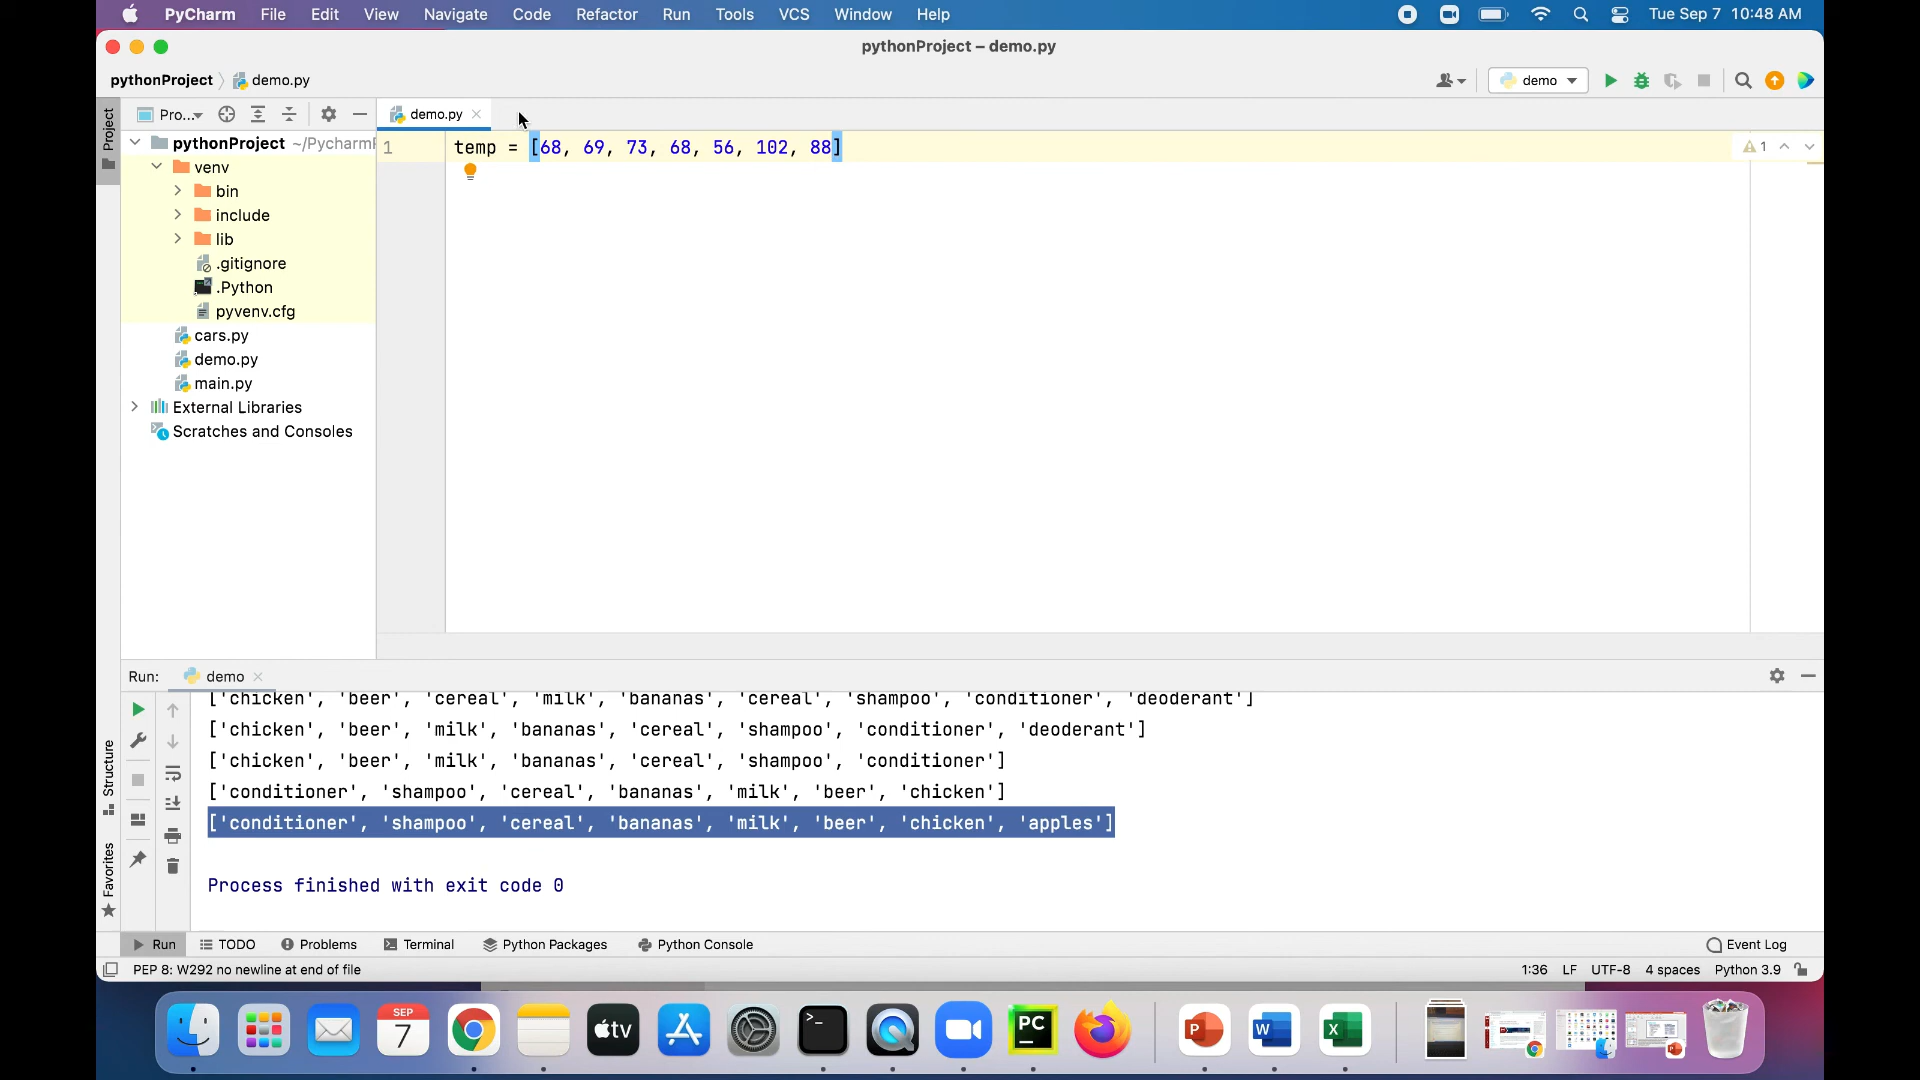 PyCharm File Edit View Navigate Code Refactor Run Tools VCS Window Help Tue Sep 7 10:48 AM
pythonProject – demo.py
pythonProject demo.py demo
Project
Pro... demo.py
pythonProject ~/PycharmP
venv
bin
include
lib
.gitignore
.Python
pyvenv.cfg
cars.py
demo.py
main.py
External Libraries
Scratches and Consoles
1 temp = [68, 69, 73, 68, 56, 102, 88]
1
Run: demo
['chicken', 'beer', 'cereal', 'milk', 'bananas', 'cereal', 'shampoo', 'conditioner', 'deoderant']
['chicken', 'beer', 'milk', 'bananas', 'cereal', 'shampoo', 'conditioner', 'deoderant']
['chicken', 'beer', 'milk', 'bananas', 'cereal', 'shampoo', 'conditioner']
['conditioner', 'shampoo', 'cereal', 'bananas', 'milk', 'beer', 'chicken']
['conditioner', 'shampoo', 'cereal', 'bananas', 'milk', 'beer', 'chicken', 'apples']
Process finished with exit code 0
Structure
Favorites
Run TODO Problems Terminal Python Packages Python Console Event Log
PEP 8: W292 no newline at end of file 1:36 LF UTF-8 4 spaces Python 3.9
SEP
7
tv
PC
P
W
X